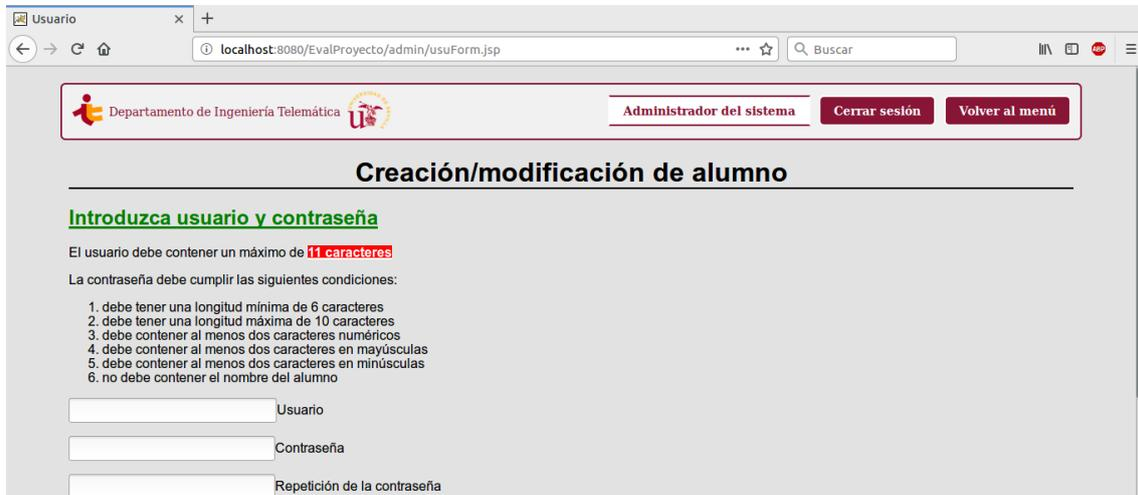 Usuario
localhost:8080/EvalProyecto/admin/usuForm.jsp
Buscar
ABP
Departamento de Ingeniería Telemática
Administrador del sistema
Cerrar sesión
Volver al menú
Creación/modificación de alumno
Introduzca usuario y contraseña
El usuario debe contener un máximo de 11 caracteres
La contraseña debe cumplir las siguientes condiciones:
1. debe tener una longitud mínima de 6 caracteres
2. debe tener una longitud máxima de 10 caracteres
3. debe contener al menos dos caracteres numéricos
4. debe contener al menos dos caracteres en mayúsculas
5. debe contener al menos dos caracteres en minúsculas
6. no debe contener el nombre del alumno
Usuario
Contraseña
Repetición de la contraseña